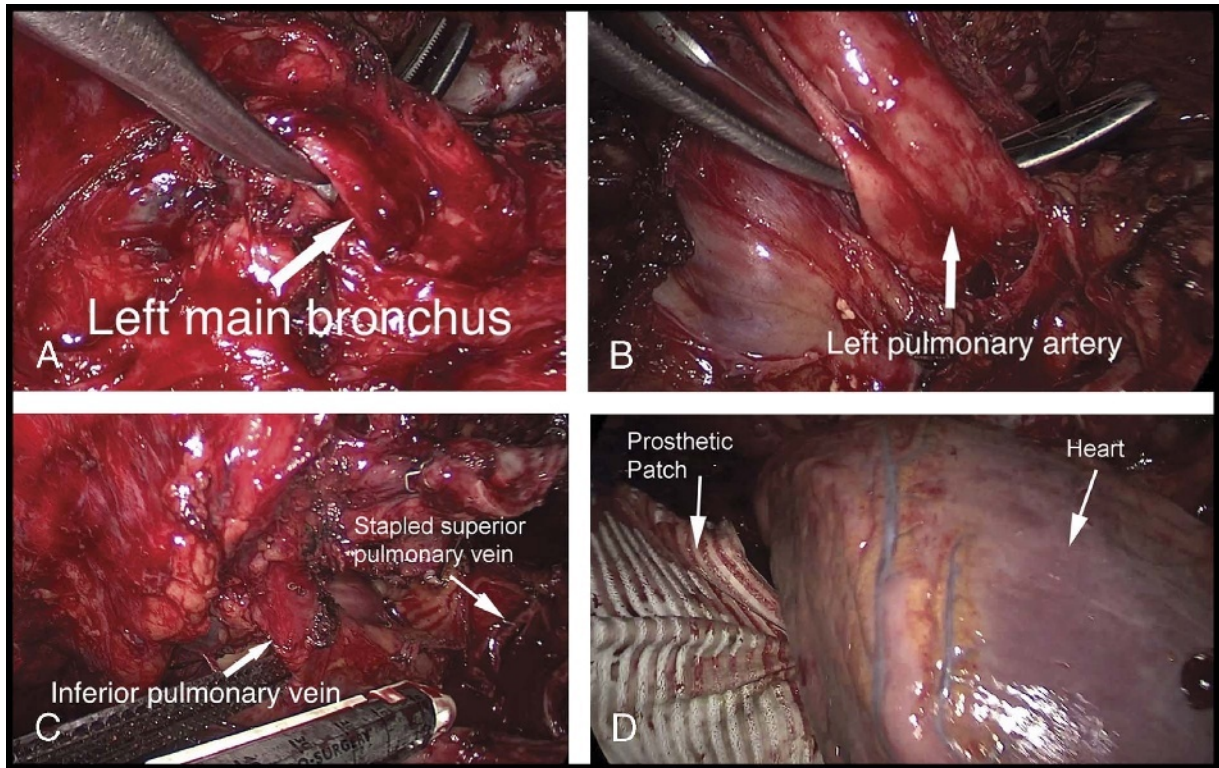 Left main bronchus
A
Left pulmonary artery
B
Stapled superior
pulmonary vein
Inferior pulmonary vein
C
Prosthetic
Patch
Heart
D